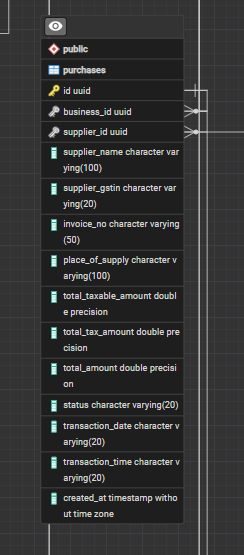 public
purchases
id uuid
business_id uuid
supplier_id uuid
supplier_name character var
ying(100)
supplier_gstin character var
ying(20)
invoice_no character varying
(50)
place_of_supply character v
arying(100)
total_taxable_amount doubl
e precision
total_tax_amount double pre
cision
total_amount double precisi
on
status character varying(20)
transaction_date character v
arying(20)
transaction_time character v
arying(20)
created_at timestamp witho
ut time zone